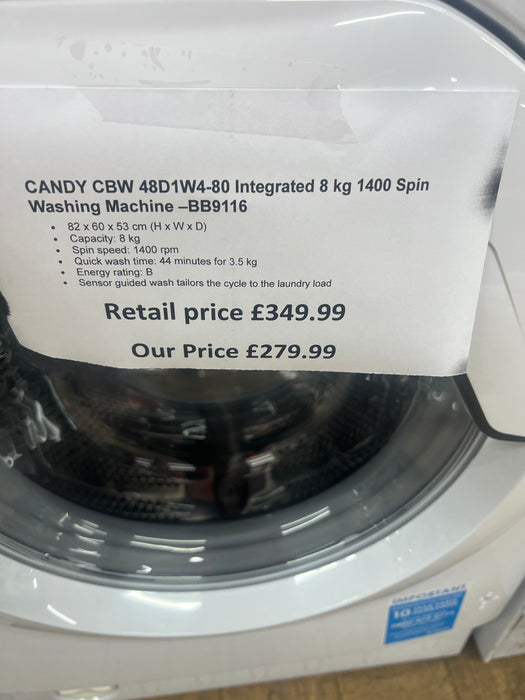 CANDY CBW 48D1W4-80 Integrated 8 kg 1400 Spin
Washing Machine –BB9116
• 82 x 60 x 53 cm (H x W x D)
• Capacity: 8 kg
• Spin speed: 1400 rpm
• Quick wash time: 44 minutes for 3.5 kg
• Energy rating: B
• Sensor guided wash tailors the cycle to the laundry load
Retail price £349.99
Our Price £279.99
IMPORTANT
10